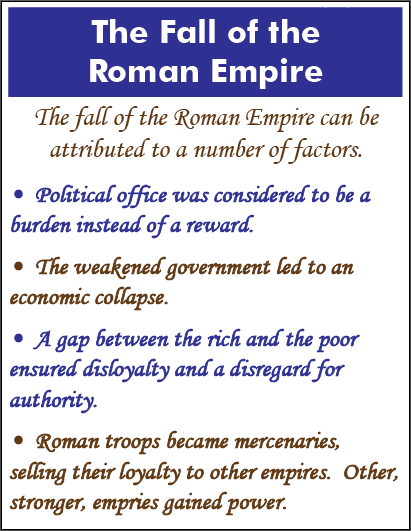 The Fall of the
Roman Empire
The fall of the Roman Empire can be
attributed to a number of factors.
• Political office was considered to be a
burden instead of a reward.
• The weakened government led to an
economic collapse.
• A gap between the rich and the poor
ensured disloyalty and a disregard for
authority.
• Roman troops became mercenaries,
selling their loyalty to other empires.  Other,
stronger, empries gained power.